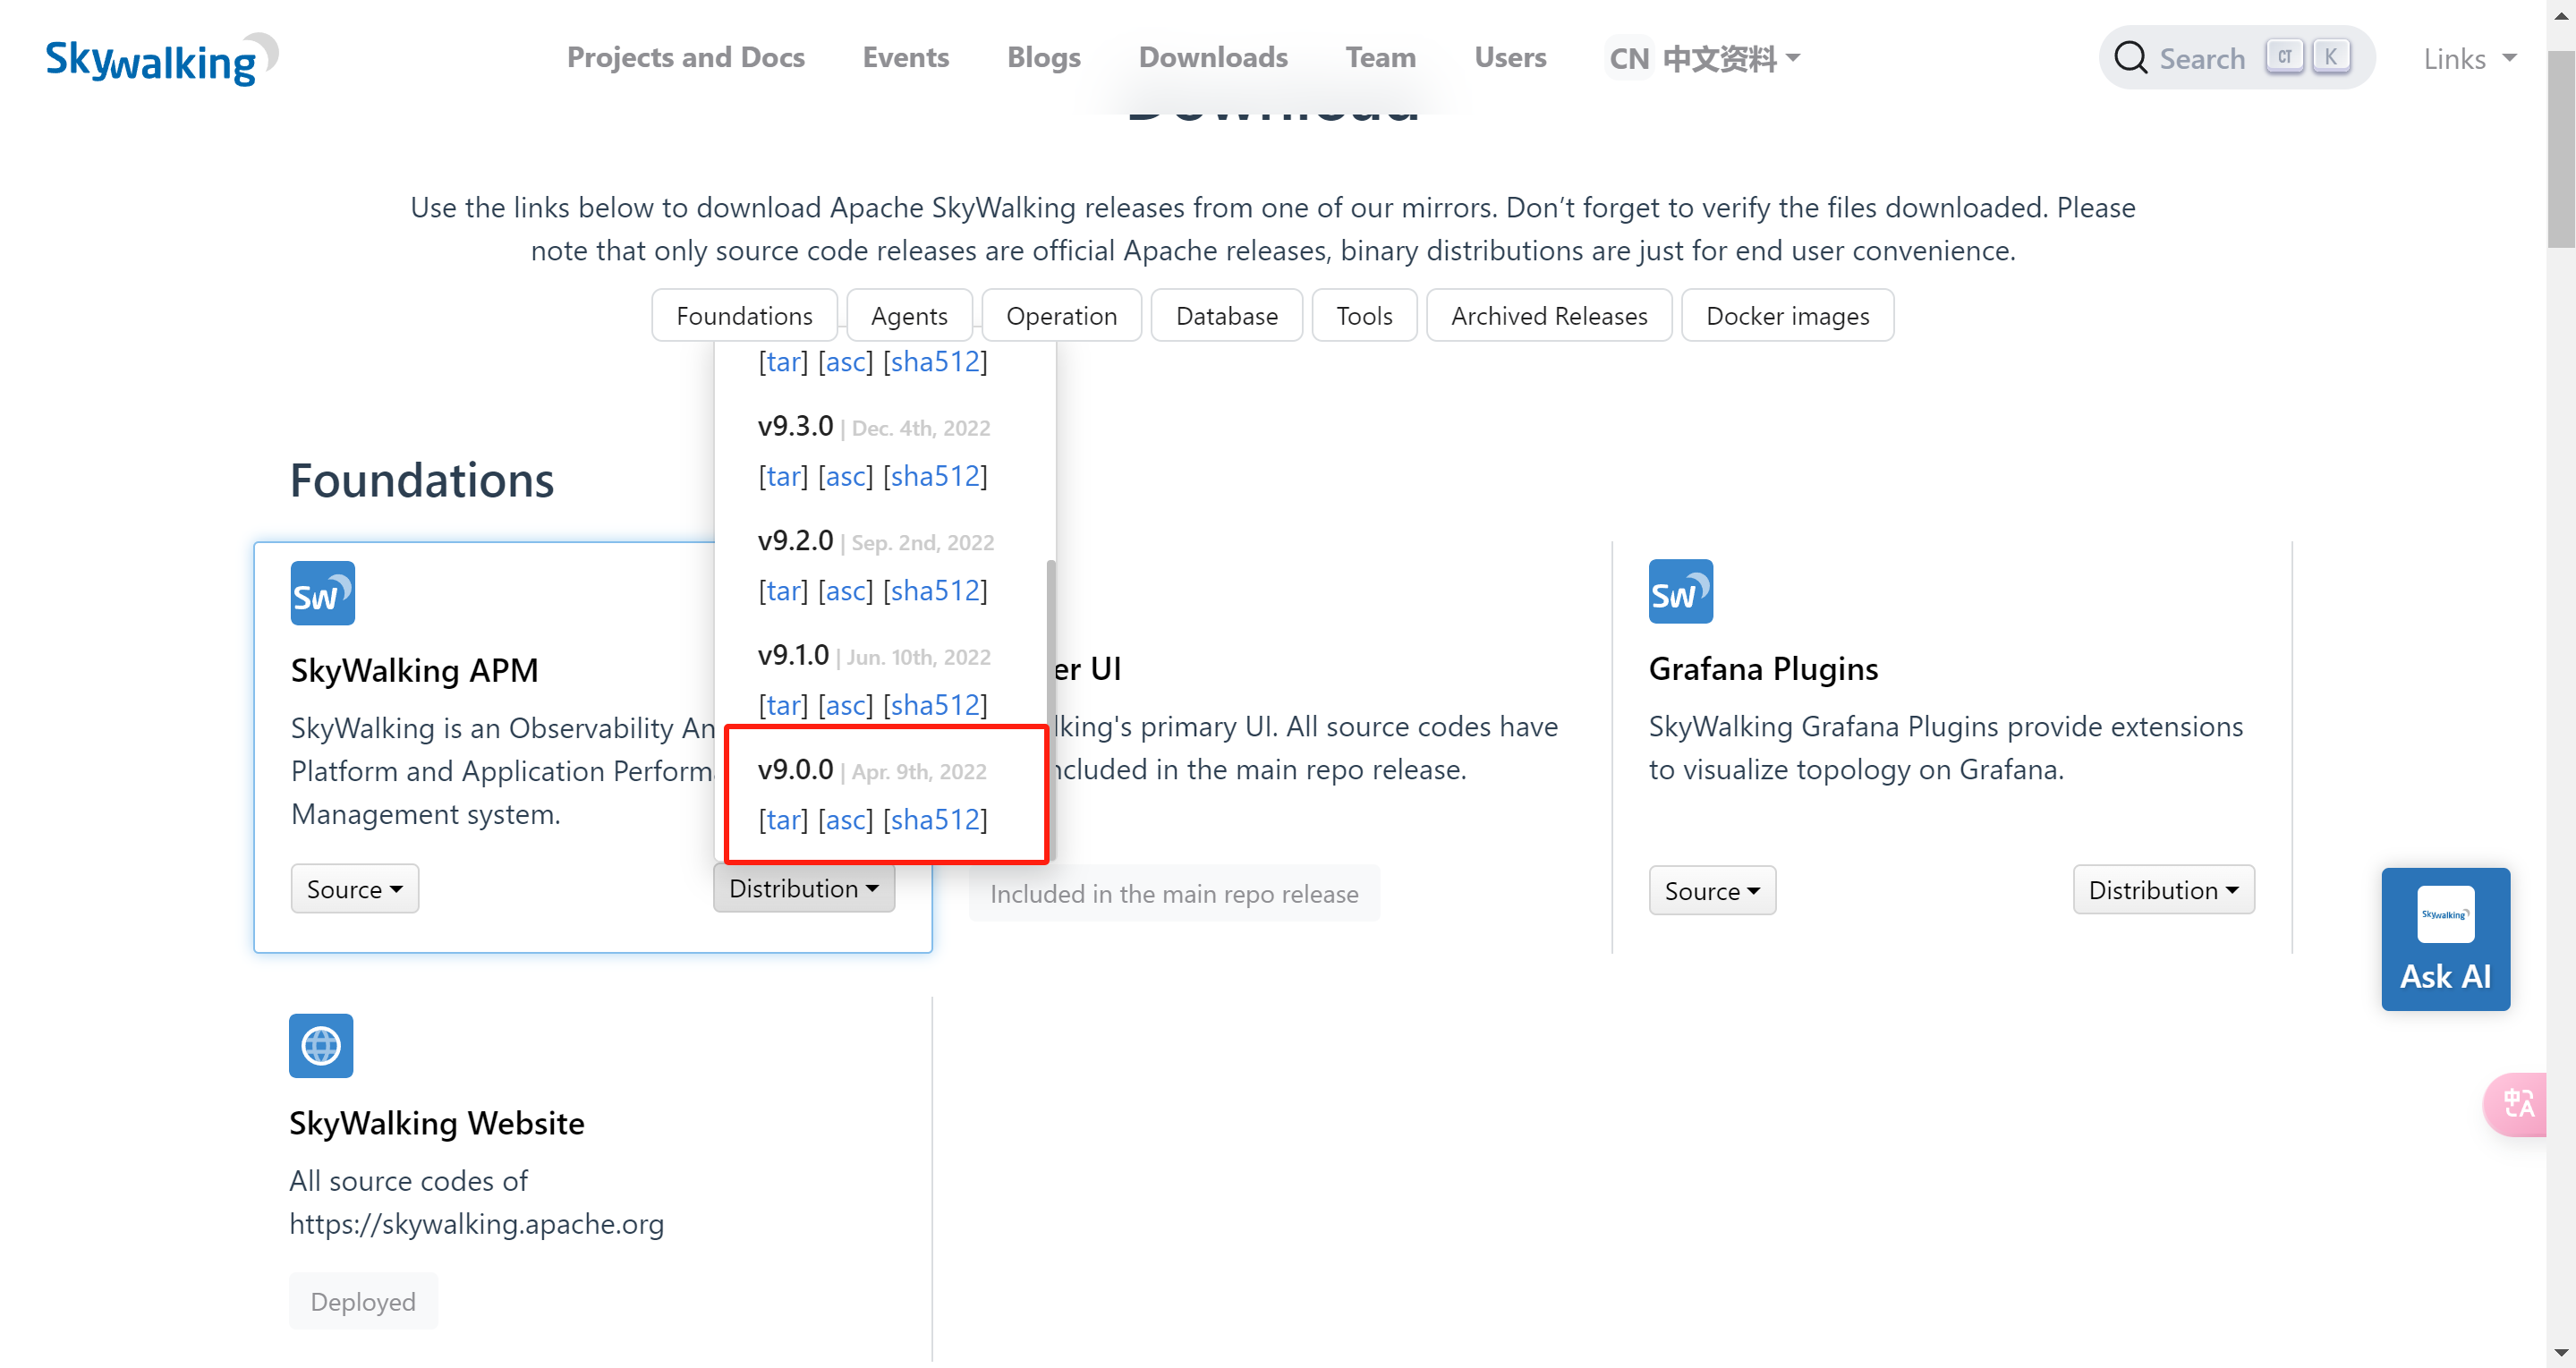 Skywalking
Projects and Docs Events Blogs Downloads Team Users CN 中文资料
Search CT K Links
Download
Use the links below to download Apache SkyWalking releases from one of our mirrors. Don’t forget to verify the files downloaded. Please
note that only source code releases are official Apache releases, binary distributions are just for end user convenience.
Foundations Agents Operation Database Tools Archived Releases Docker images
[tar] [asc] [sha512]
v9.3.0 | Dec. 4th, 2022
[tar] [asc] [sha512]
v9.2.0 | Sep. 2nd, 2022
[tar] [asc] [sha512]
v9.1.0 | Jun. 10th, 2022
[tar] [asc] [sha512]
v9.0.0 | Apr. 9th, 2022
[tar] [asc] [sha512]
Foundations
SW
SkyWalking APM
SkyWalking is an Observability An
Platform and Application Perform
Management system.
Source Distribution
er UI
lking's primary UI. All source codes have
ncluded in the main repo release.
Included in the main repo release
SW
Grafana Plugins
SkyWalking Grafana Plugins provide extensions
to visualize topology on Grafana.
Source Distribution
SkyWalking Website
All source codes of
https://skywalking.apache.org
Deployed
Skywalking
Ask AI
中A